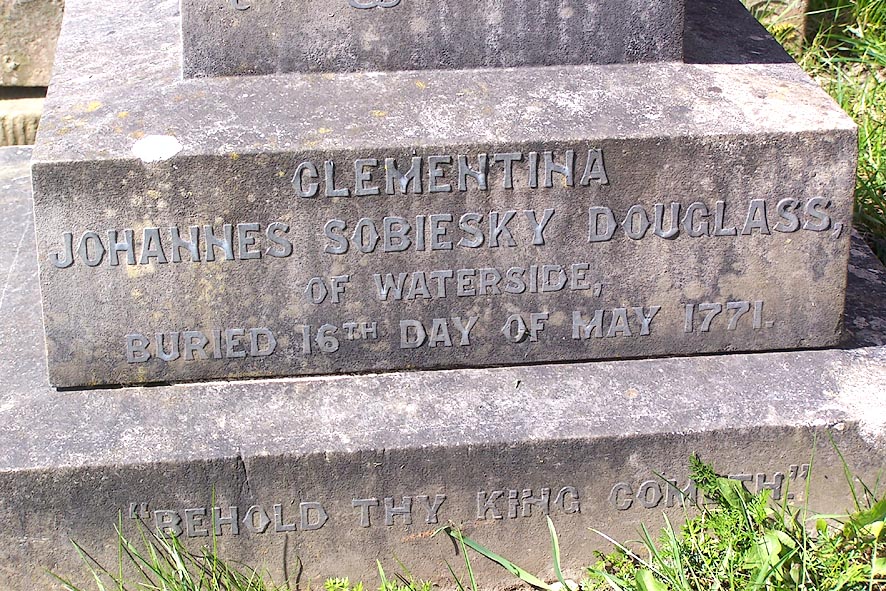 CLEMENTINA
JOHANNES SOBIESKY DOUGLASS,
OF WATERSIDE,
BURIED 16TH DAY OF MAY 1771.
"BEHOLD THY KING COMETH."